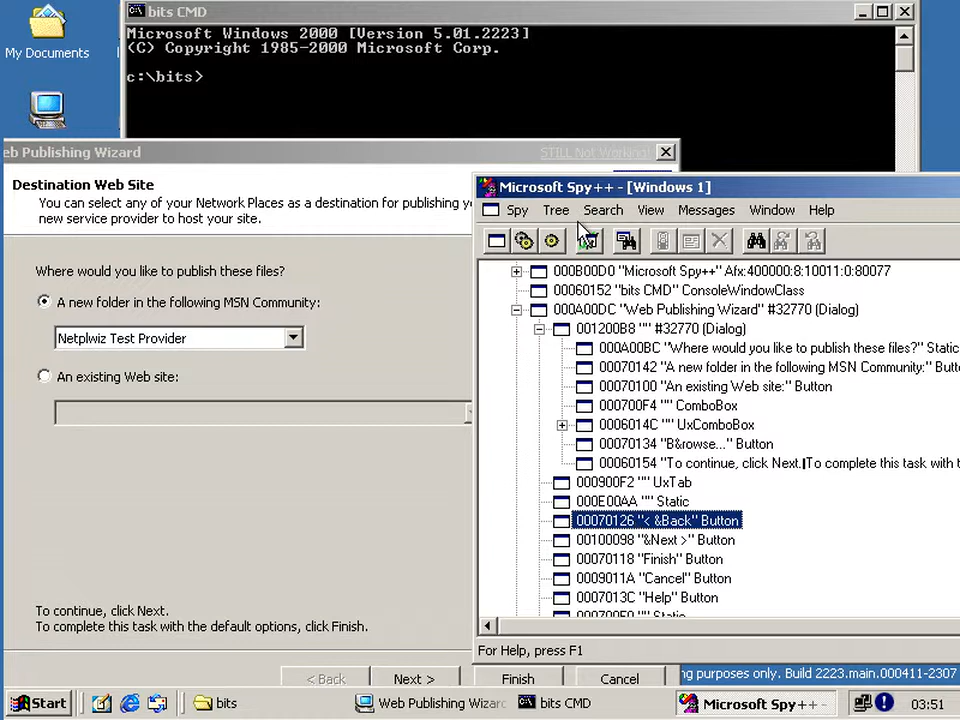 bits CMD
My Documents
Microsoft Windows 2000 [Version 5.01.2223]
(C) Copyright 1985-2000 Microsoft Corp.
c:\bits>
eb Publishing Wizard
STILL Not Working!
Destination Web Site
You can select any of your Network Places as a destination for publishing
new service provider to host your site.
Where would you like to publish these files?
A new folder in the following MSN Community:
Netplwiz Test Provider
An existing Web site:
To continue, click Next.
To complete this task with the default options, click Finish.
< Back
Next >
Finish
Cancel
Microsoft Spy++ - [Windows 1]
Spy Tree Search View Messages Window Help
000B00D0 "Microsoft Spy++" Afx:400000:8:10011:0:80077
00060152 "bits CMD" ConsoleWindowClass
000A00DC "Web Publishing Wizard" #32770 (Dialog)
001200B8 "" #32770 (Dialog)
000A00BC "Where would you like to publish these files?" Static
00070142 "A new folder in the following MSN Community:" Butto
00070100 "An existing Web site:" Button
000700F4 "" ComboBox
0006014C "" UxComboBox
00070134 "B&rowse..." Button
00060154 "To continue, click Next.||To complete this task with t
000900F2 "" UxTab
000E00AA "" Static
00070126 "< &Back" Button
00100098 "&Next >" Button
00070118 "Finish" Button
0009011A "Cancel" Button
0007013C "Help" Button
000700F0 "" Static
For Help, press F1
ng purposes only. Build 2223.main.000411-2307
Start
bits
Web Publishing Wizarc
bits CMD
Microsoft Spy++ -
03:51